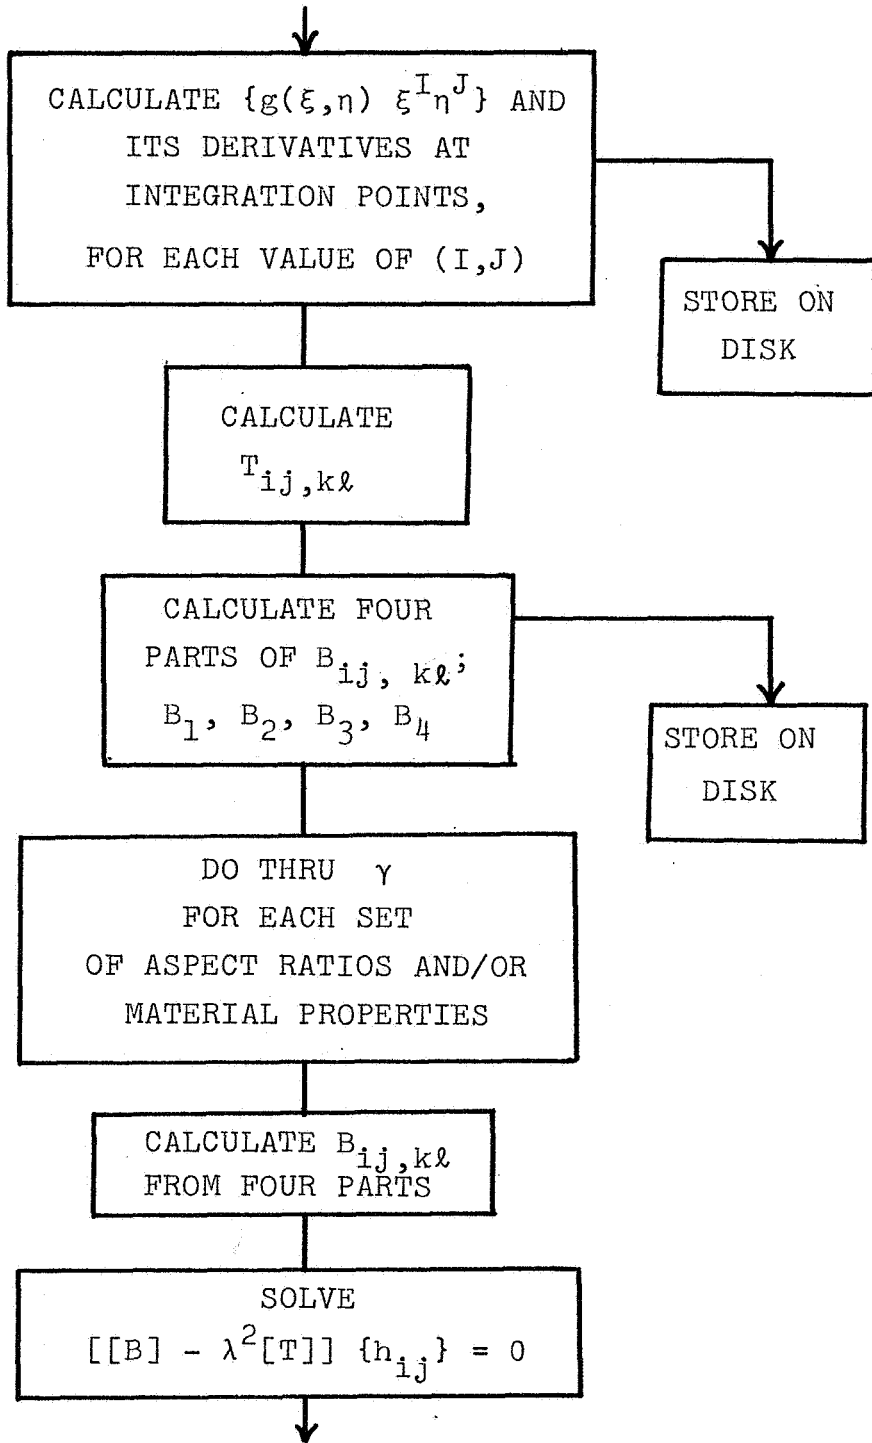 CALCULATE {g(ξ,η) ξ^I η^J} AND
ITS DERIVATIVES AT
INTEGRATION POINTS,
FOR EACH VALUE OF (I,J)
STORE ON
DISK
CALCULATE
T_ij,kℓ
CALCULATE FOUR
PARTS OF B_ij, kℓ;
B_1, B_2, B_3, B_4
STORE ON
DISK
DO THRU γ
FOR EACH SET
OF ASPECT RATIOS AND/OR
MATERIAL PROPERTIES
CALCULATE B_ij,kℓ
FROM FOUR PARTS
SOLVE
[[B] - λ²[T]] {h_ij} = 0